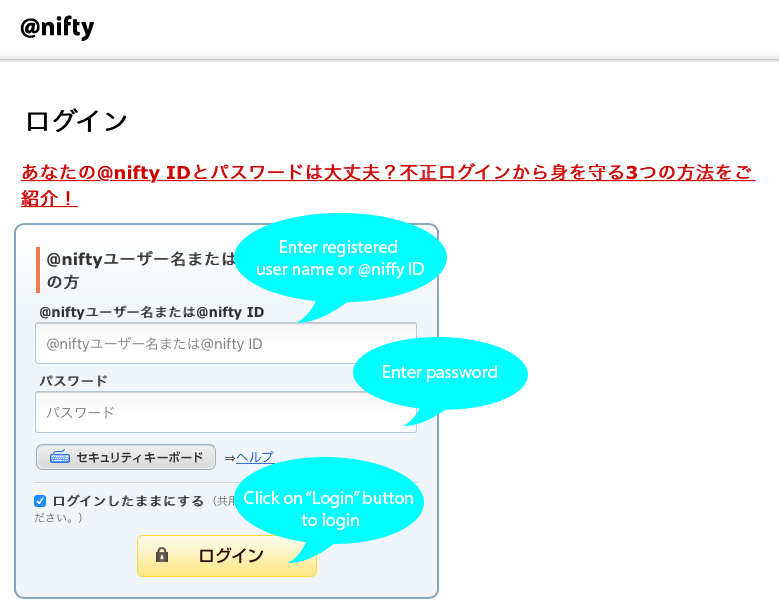 @nifty
ログイン
あなたの@nifty IDとパスワードは大丈夫？不正ログインから身を守る3つの方法をご
紹介！
@niftyユーザー名または
の方
Enter registered
user name or @niffy ID
@niftyユーザー名または@nifty ID
@niftyユーザー名または@nifty ID
Enter password
パスワード
パスワード
セキュリティキーボード ⇒ヘルプ
ログインしたままにする（共用
ださい。）
Click on “Login” button
to login
ログイン